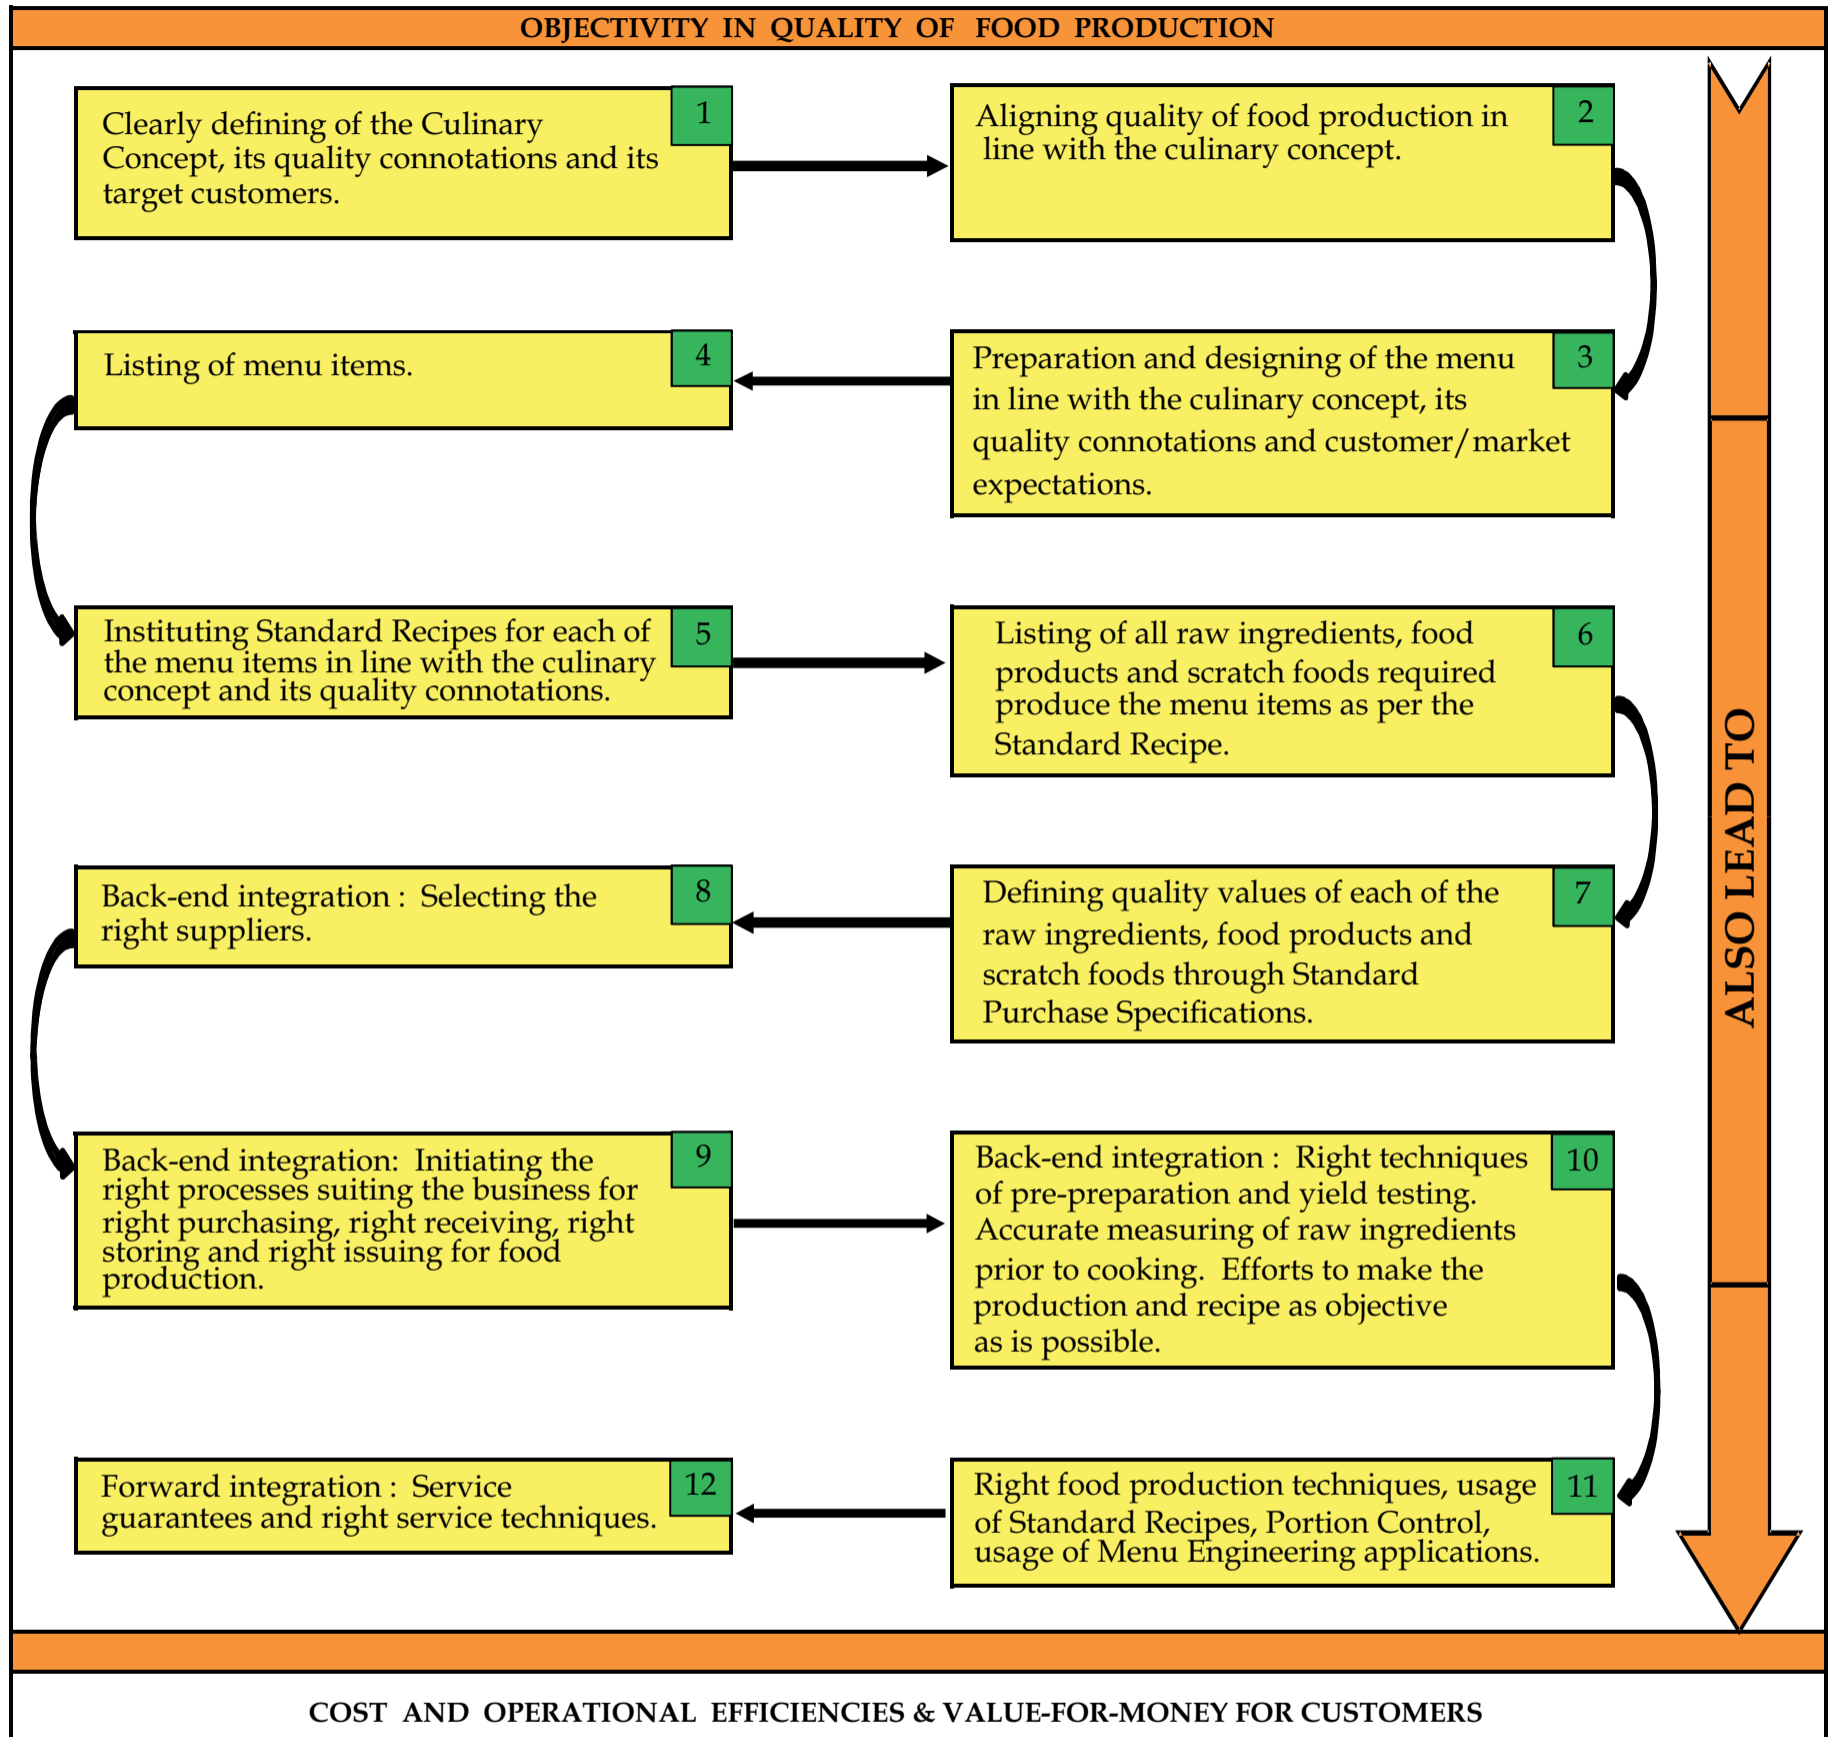 OBJECTIVITY IN QUALITY OF FOOD PRODUCTION
1
Clearly defining of the Culinary
Concept, its quality connotations and its
target customers.
2
Aligning quality of food production in
line with the culinary concept.
3
Preparation and designing of the menu
in line with the culinary concept, its
quality connotations and customer/market
expectations.
4
Listing of menu items.
5
Instituting Standard Recipes for each of
the menu items in line with the culinary
concept and its quality connotations.
6
Listing of all raw ingredients, food
products and scratch foods required
produce the menu items as per the
Standard Recipe.
7
Defining quality values of each of the
raw ingredients, food products and
scratch foods through Standard
Purchase Specifications.
8
Back-end integration : Selecting the
right suppliers.
9
Back-end integration: Initiating the
right processes suiting the business for
right purchasing, right receiving, right
storing and right issuing for food
production.
10
Back-end integration : Right techniques
of pre-preparation and yield testing.
Accurate measuring of raw ingredients
prior to cooking. Efforts to make the
production and recipe as objective
as is possible.
11
Right food production techniques, usage
of Standard Recipes, Portion Control,
usage of Menu Engineering applications.
12
Forward integration : Service
guarantees and right service techniques.
ALSO LEAD TO
COST AND OPERATIONAL EFFICIENCIES & VALUE-FOR-MONEY FOR CUSTOMERS